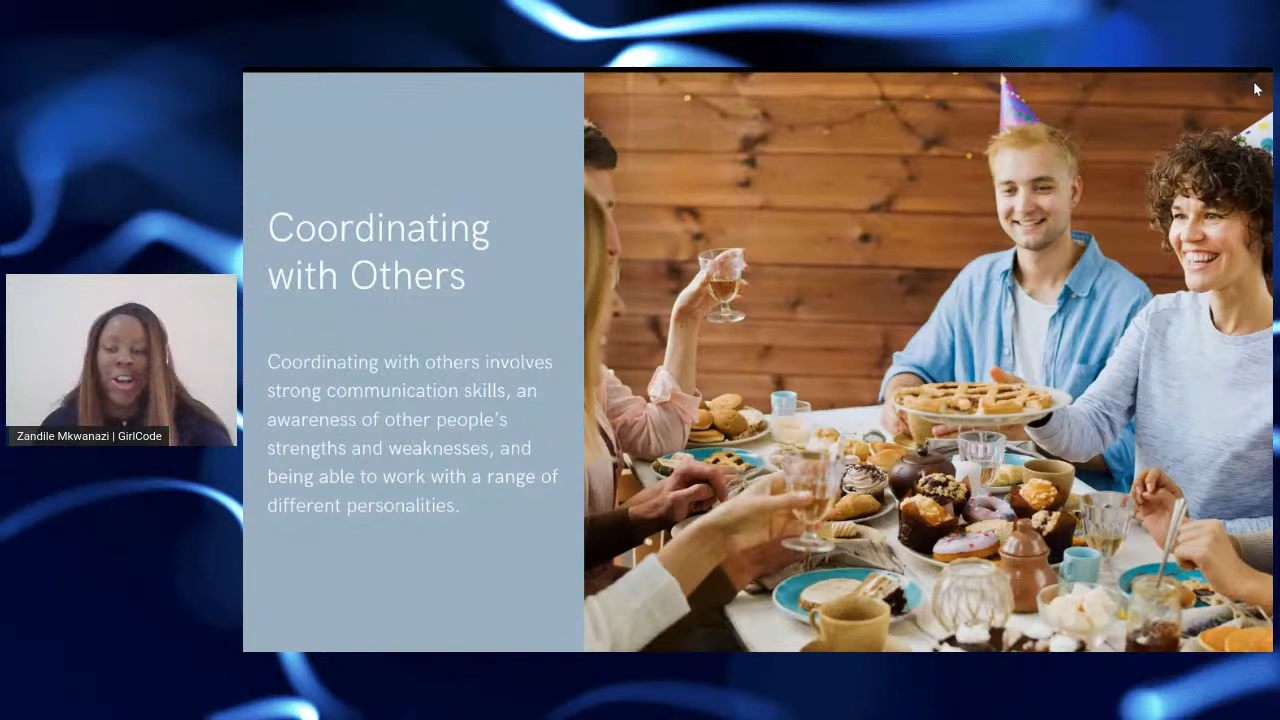 Coordinating
with Others
Coordinating with others involves
strong communication skills, an
awareness of other people's
strengths and weaknesses, and
being able to work with a range of
different personalities.
Zandile Mkwanazi | GirlCode